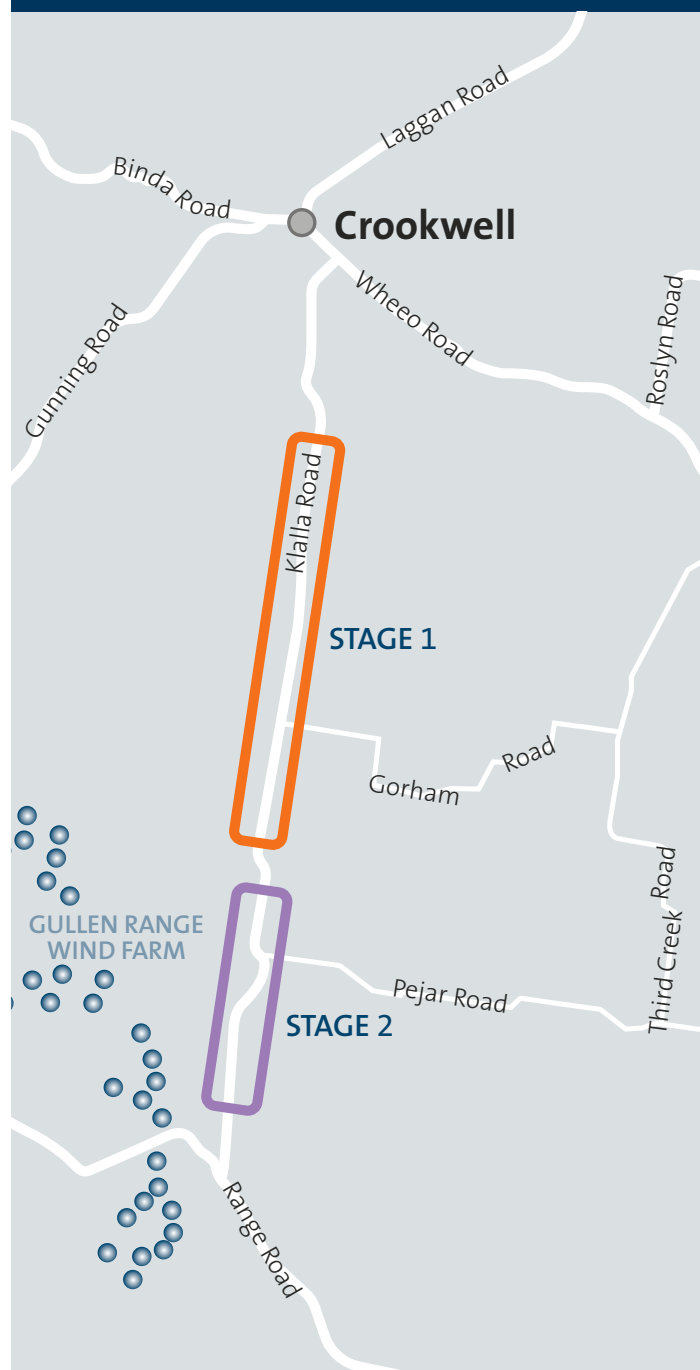 Laggan Road
Binda Road
Crookwell
Wheeo Road
Roslyn Road
Gunning Road
Klalla Road
STAGE 1
Road
Gorham
Third Creek Road
GULLEN RANGE
WIND FARM
Pejar Road
STAGE 2
Range Road